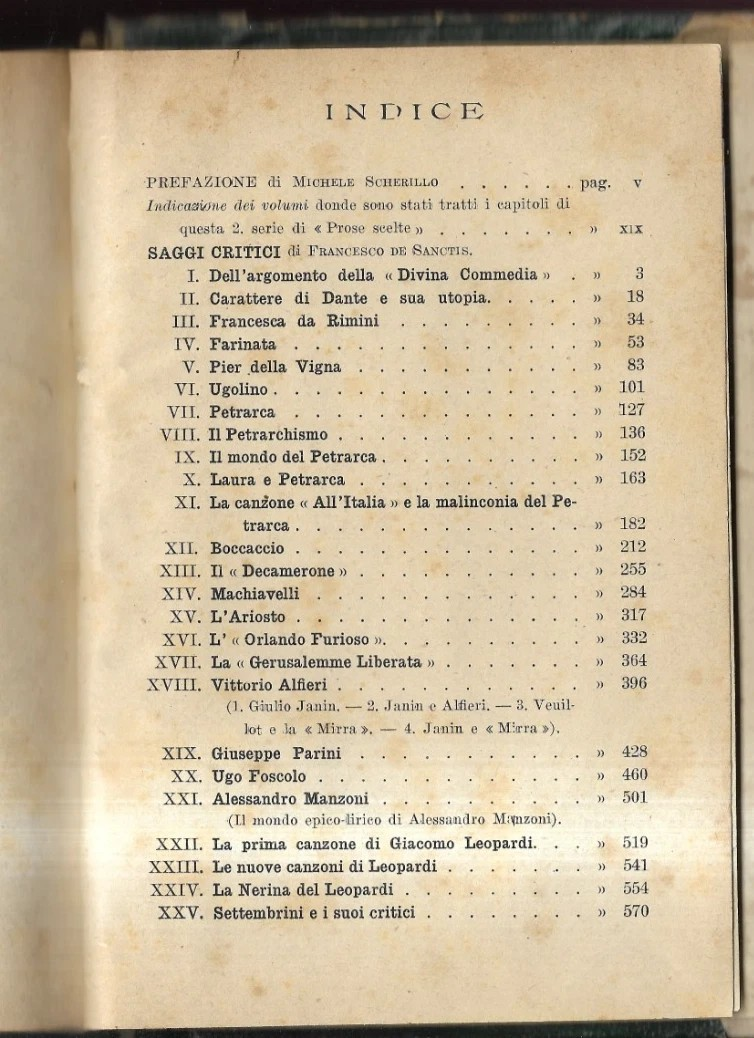 INDICE
PREFAZIONE di MICHELE SCHERILLO . . . . . . pag. V
Indicazione dei volumi donde sono stati tratti i capitoli di
questa 2. serie di « Prose scelte » . . . . . . . » XIX
SAGGI CRITICI di FRANCESCO DE SANCTIS.
I. Dell'argomento della « Divina Commedia » . » 3
II. Carattere di Dante e sua utopia. . . . . » 18
III. Francesca da Rimini . . . . . . . . . » 34
IV. Farinata . . . . . . . . . . . . . . » 53
V. Pier della Vigna . . . . . . . . . . . » 83
VI. Ugolino . . . . . . . . . . . . . . . » 101
VII. Petrarca . . . . . . . . . . . . . . » 127
VIII. Il Petrarchismo . . . . . . . . . . . . » 136
IX. Il mondo del Petrarca . . . . . . . . . . » 152
X. Laura e Petrarca . . . . . . . . . . . » 163
XI. La canzone « All'Italia » e la malinconia del Pe-
trarca . . . . . . . . . . . . . . » 182
XII. Boccaccio . . . . . . . . . . . . . . » 212
XIII. Il « Decamerone » . . . . . . . . . . . » 255
XIV. Machiavelli . . . . . . . . . . . . . » 284
XV. L'Ariosto . . . . . . . . . . . . . . » 317
XVI. L' « Orlando Furioso ». . . . . . . . . . » 332
XVII. La « Gerusalemme Liberata » . . . . . . . » 364
XVIII. Vittorio Alfieri . . . . . . . . . . . . » 396
(1. Giulio Janin. — 2. Janin e Alfieri. — 3. Veuil-
lot e la « Mirra ». — 4. Janin e « Mirra »).
XIX. Giuseppe Parini . . . . . . . . . . . » 428
XX. Ugo Foscolo . . . . . . . . . . . . . » 460
XXI. Alessandro Manzoni . . . . . . . . . . » 501
(Il mondo epico-lirico di Alessandro Manzoni).
XXII. La prima canzone di Giacomo Leopardi. . . » 519
XXIII. Le nuove canzoni di Leopardi . . . . . . . » 541
XXIV. La Nerina del Leopardi . . . . . . . . . » 554
XXV. Settembrini e i suoi critici . . . . . . . . » 570